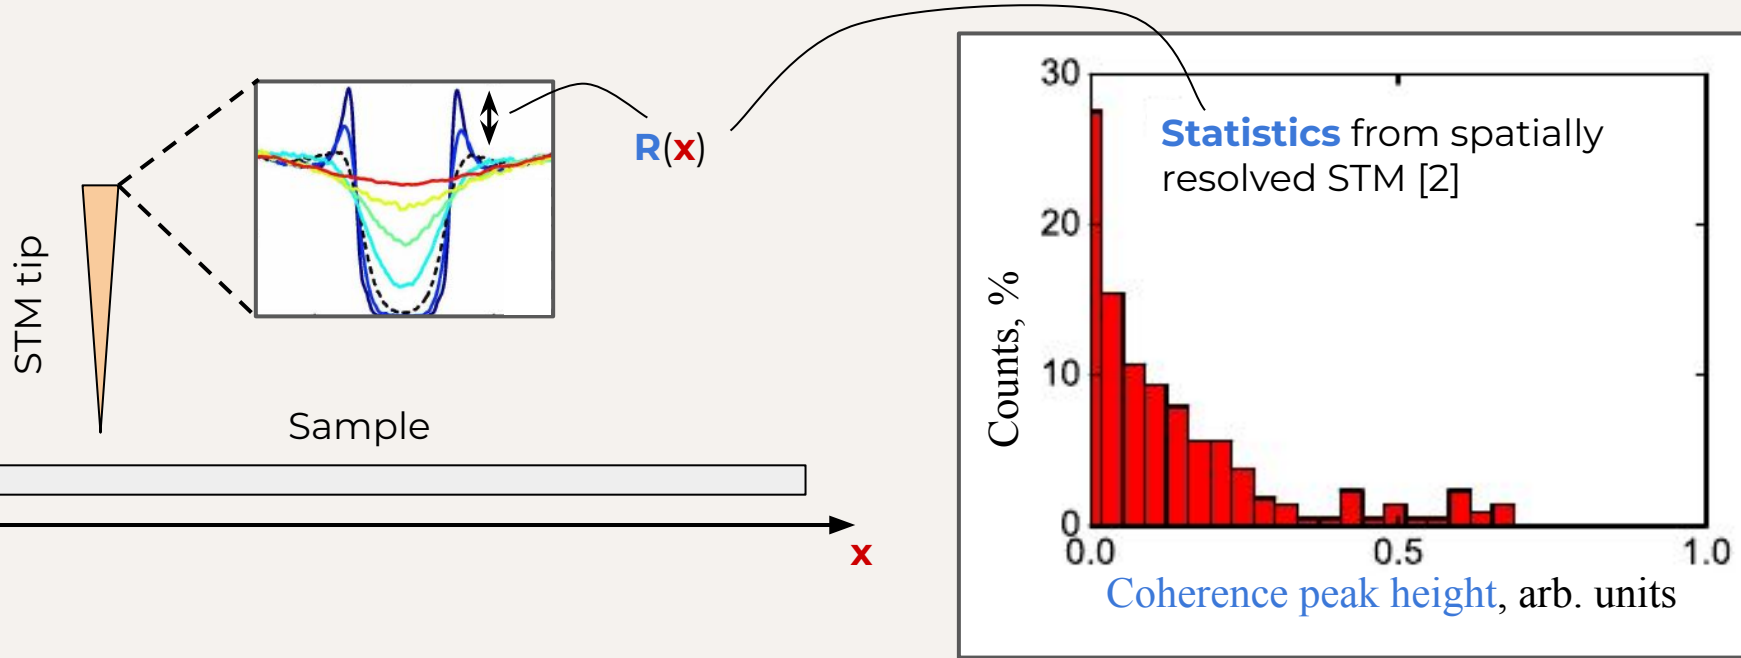 STM tip
R(x)
Sample
x
Statistics from spatially
resolved STM [2]
30
20
10
0
Counts, %
0.0
0.5
1.0
Coherence peak height, arb. units